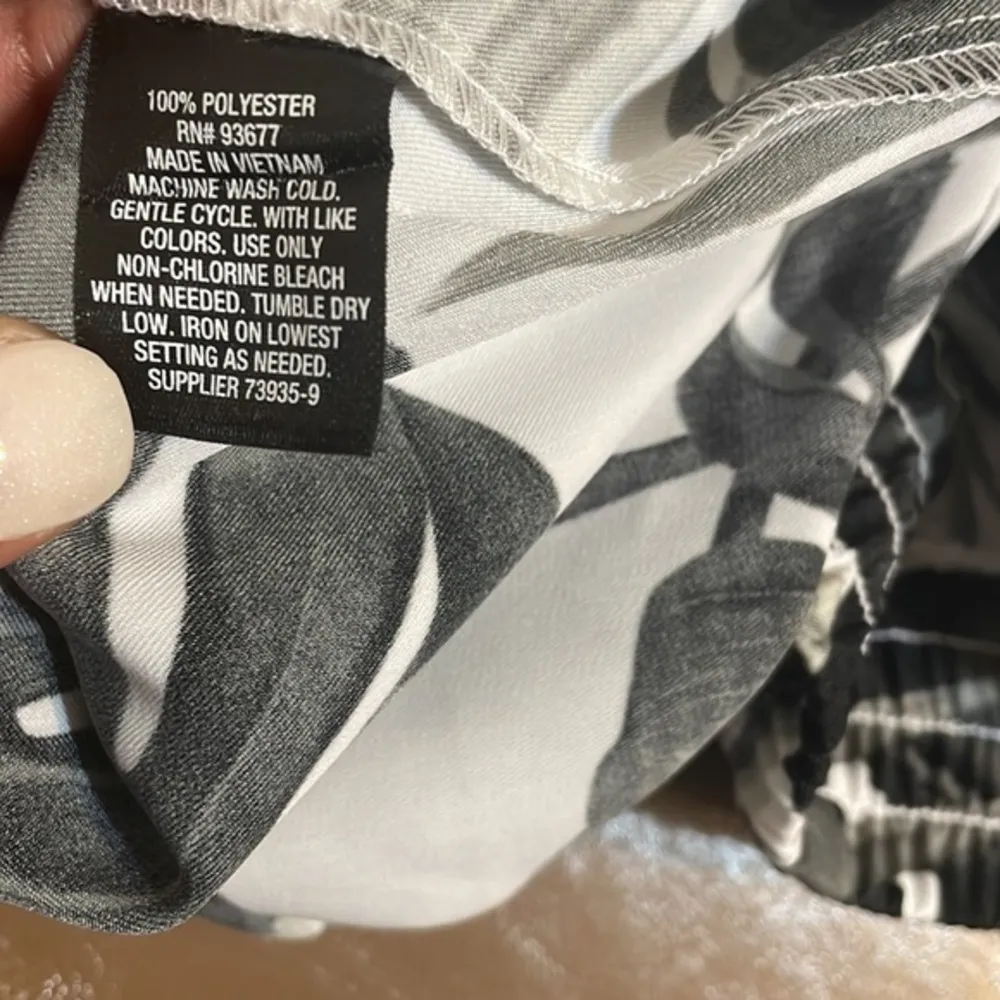 100% POLYESTER
RN# 93677
MADE IN VIETNAM
MACHINE WASH COLD.
GENTLE CYCLE. WITH LIKE
COLORS. USE ONLY
NON-CHLORINE BLEACH
WHEN NEEDED. TUMBLE DRY
LOW. IRON ON LOWEST
SETTING AS NEEDED.
SUPPLIER 73935-9